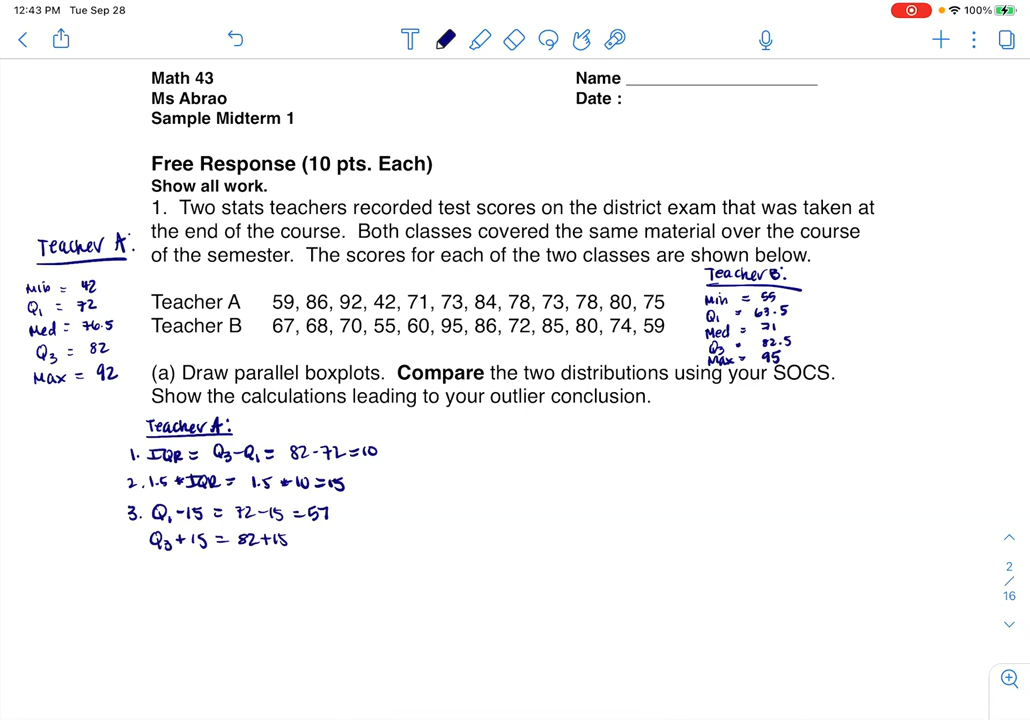 12:43 PM Tue Sep 28
100%
Math 43
Name
Ms Abrao
Date :
Sample Midterm 1
Free Response (10 pts. Each)
Show all work.
1. Two stats teachers recorded test scores on the district exam that was taken at
the end of the course. Both classes covered the same material over the course
of the semester. The scores for each of the two classes are shown below.
Teacher A:
Min = 42
Q1 = 72
Med = 76.5
Q3 = 82
Max = 92
Teacher B:
Min = 55
Q1 = 63.5
Med = 71
Q3 = 82.5
Max = 95
Teacher A 59, 86, 92, 42, 71, 73, 84, 78, 73, 78, 80, 75
Teacher B 67, 68, 70, 55, 60, 95, 86, 72, 85, 80, 74, 59
(a) Draw parallel boxplots. Compare the two distributions using your SOCS.
Show the calculations leading to your outlier conclusion.
Teacher A:
1. IQR = Q3-Q1 = 82-72=10
2. 1.5 * IQR = 1.5 * 10 = 15
3. Q1 -15 = 72-15 = 57
Q3 + 15 = 82+15
2
/
16